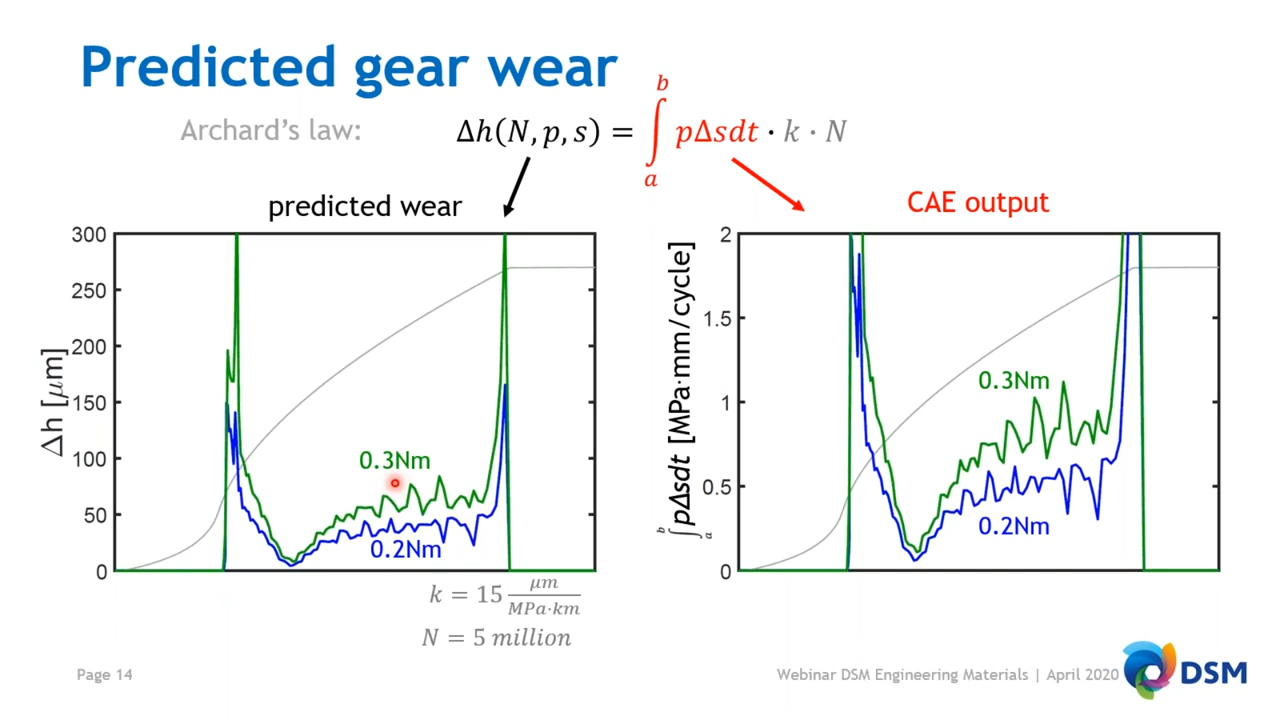 Predicted gear wear
Archard's law:
Δh(N, p, s) = ∫ₐᵇ pΔsdt · k · N
predicted wear
CAE output
300
250
200
150
100
50
0
Δh [μm]
0.3Nm
0.2Nm
k = 15 μm/MPa·km
N = 5 million
2
1.5
1
0.5
0
∫ₐᵇ pΔsdt [MPa·mm/cycle]
0.3Nm
0.2Nm
Page 14
Webinar DSM Engineering Materials | April 2020
DSM